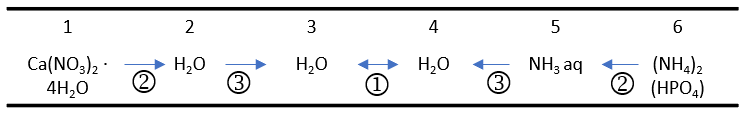 1 2 3 4 5 6
Ca(NO₃)₂ · H₂O H₂O H₂O NH₃ aq (NH₄)₂
4H₂O ② ③ ① ③ ② (HPO₄)